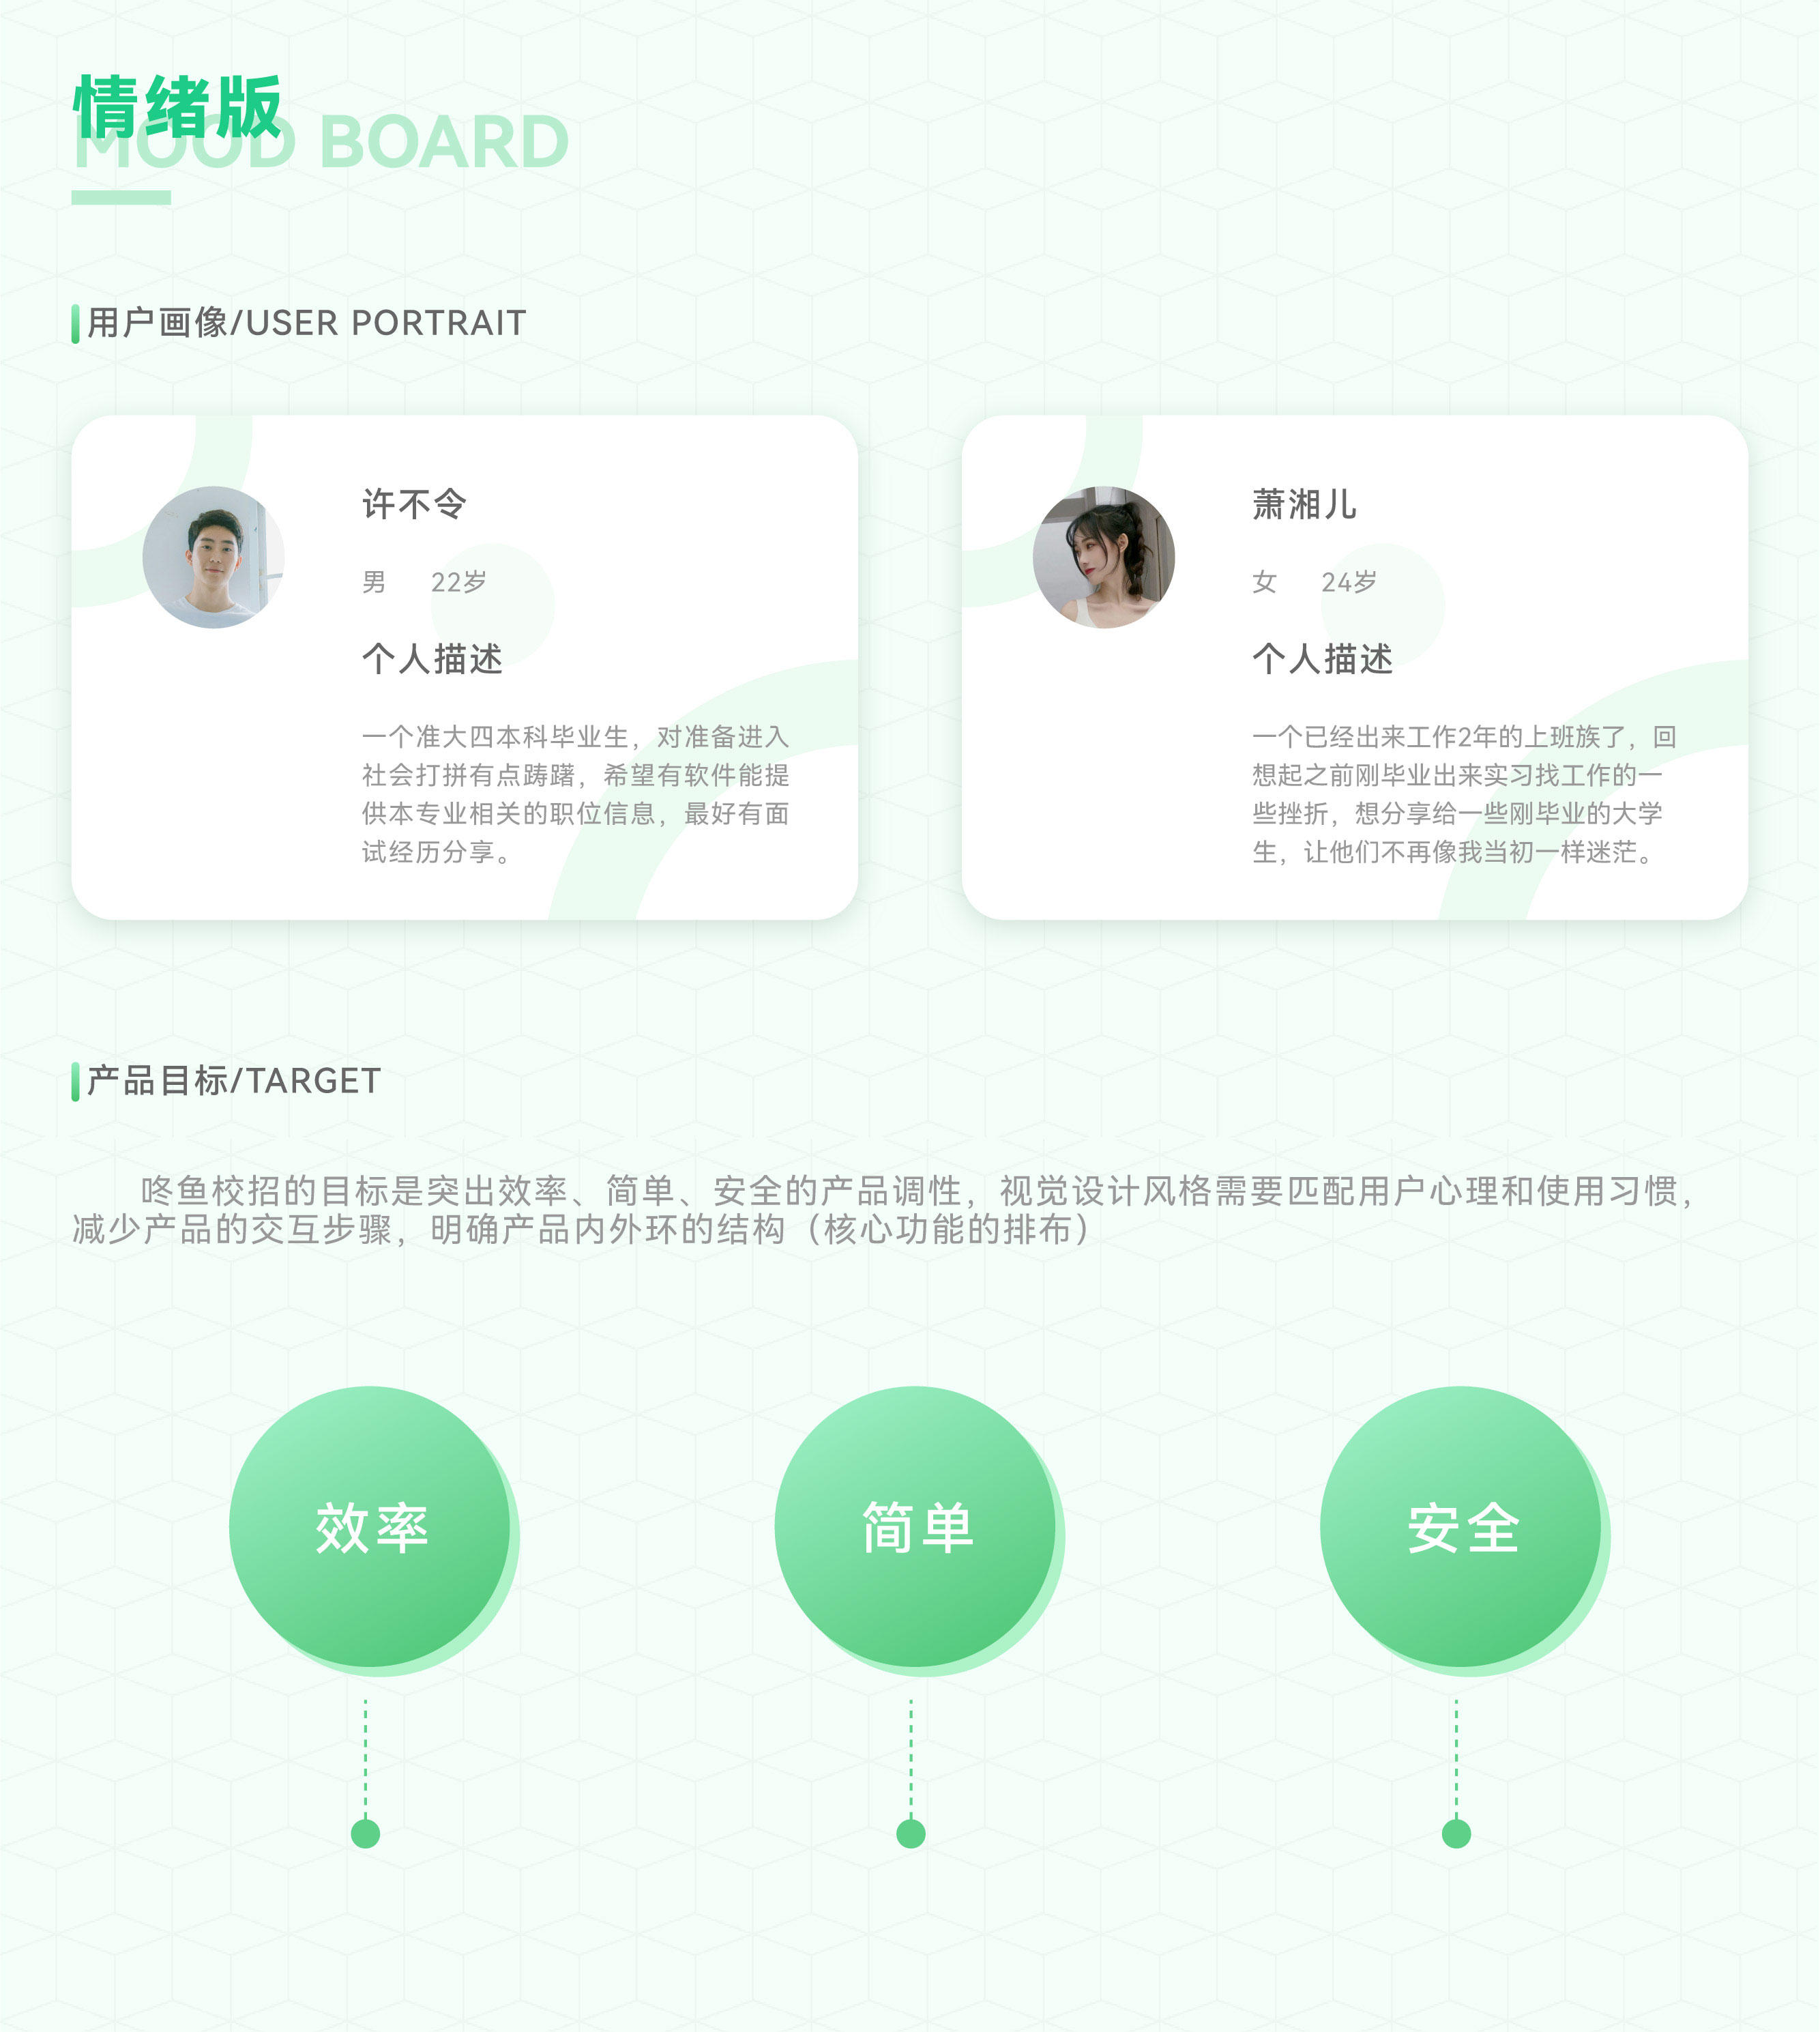 情绪版
MOOD BOARD
用户画像/USER PORTRAIT
许不令
男 22岁
个人描述
一个准大四本科毕业生，对准备进入
社会打拼有点踌躇，希望有软件能提
供本专业相关的职位信息，最好有面
试经历分享。
萧湘儿
女 24岁
个人描述
一个已经出来工作2年的上班族了，回
想起之前刚毕业出来实习找工作的一
些挫折，想分享给一些刚毕业的大学
生，让他们不再像我当初一样迷茫。
产品目标/TARGET
咚鱼校招的目标是突出效率、简单、安全的产品调性，视觉设计风格需要匹配用户心理和使用习惯，
减少产品的交互步骤，明确产品内外环的结构（核心功能的排布）
效率
简单
安全